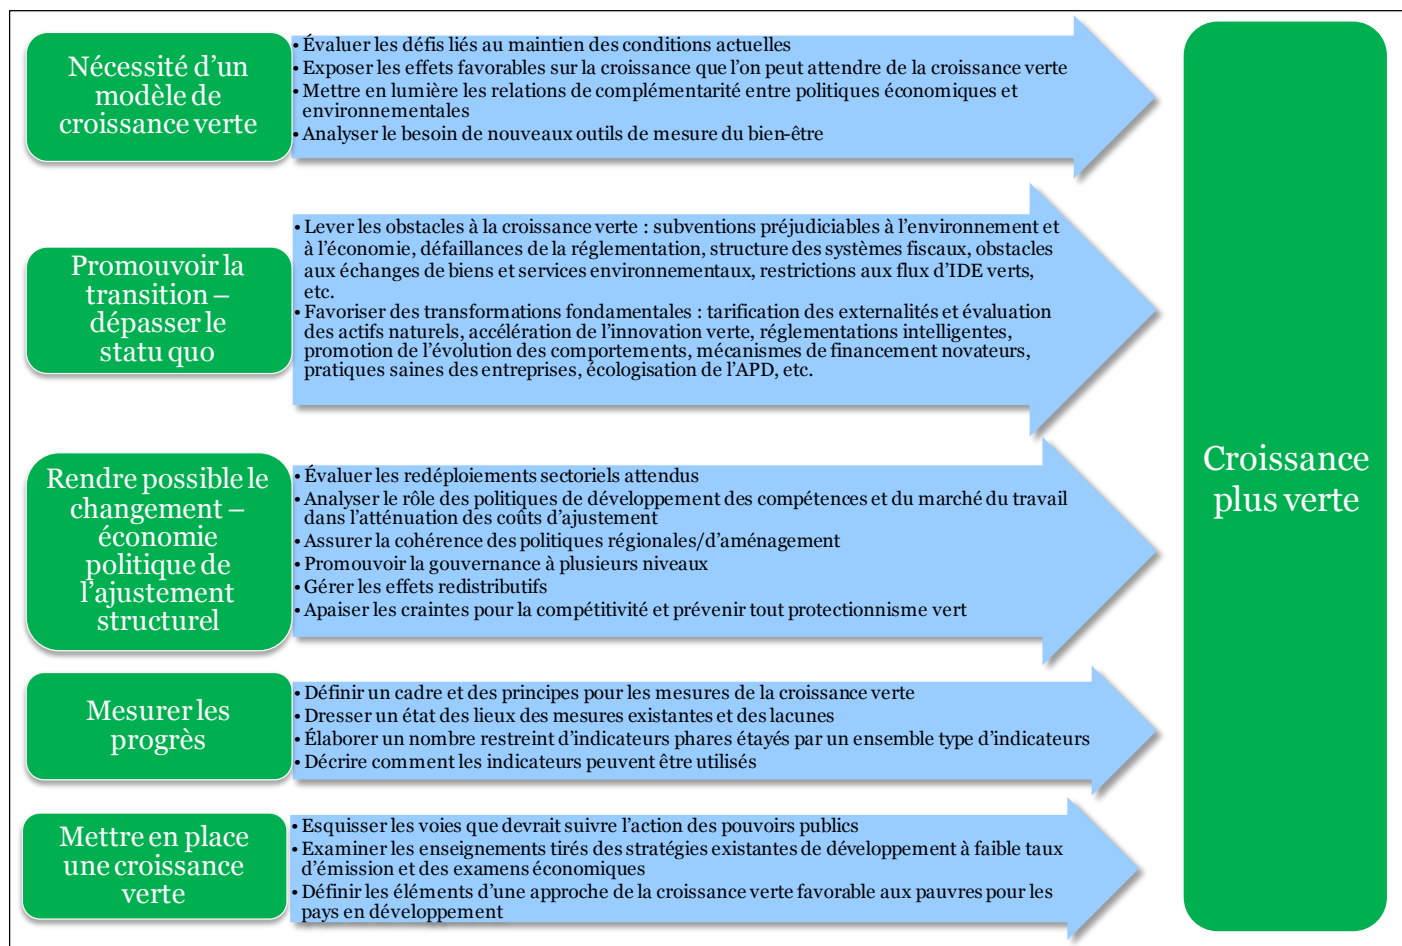 Nécessité d’un
modèle de
croissance verte
• Évaluer les défis liés au maintien des conditions actuelles
• Exposer les effets favorables sur la croissance que l’on peut attendre de la croissance verte
• Mettre en lumière les relations de complémentarité entre politiques économiques et
environnementales
• Analyser le besoin de nouveaux outils de mesure du bien-être
Promouvoir la
transition –
dépasser le
statu quo
• Lever les obstacles à la croissance verte : subventions préjudiciables à l’environnement et
à l’économie, défaillances de la réglementation, structure des systèmes fiscaux, obstacles
aux échanges de biens et services environnementaux, restrictions aux flux d’IDE verts,
etc.
• Favoriser des transformations fondamentales : tarification des externalités et évaluation
des actifs naturels, accélération de l’innovation verte, réglementations intelligentes,
promotion de l’évolution des comportements, mécanismes de financement novateurs,
pratiques saines des entreprises, écologisation de l’APD, etc.
Rendre possible le
changement –
économie
politique de
l’ajustement
structurel
• Évaluer les redéploiements sectoriels attendus
• Analyser le rôle des politiques de développement des compétences et du marché du travail
dans l’atténuation des coûts d’ajustement
• Assurer la cohérence des politiques régionales/d’aménagement
• Promouvoir la gouvernance à plusieurs niveaux
• Gérer les effets redistributifs
• Apaiser les craintes pour la compétitivité et prévenir tout protectionnisme vert
Mesurer les
progrès
• Définir un cadre et des principes pour les mesures de la croissance verte
• Dresser un état des lieux des mesures existantes et des lacunes
• Élaborer un nombre restreint d’indicateurs phares étayés par un ensemble type d’indicateurs
• Décrire comment les indicateurs peuvent être utilisés
Mettre en place
une croissance
verte
• Esquisser les voies que devrait suivre l’action des pouvoirs publics
• Examiner les enseignements tirés des stratégies existantes de développement à faible taux
d’émission et des examens économiques
• Définir les éléments d’une approche de la croissance verte favorable aux pauvres pour les
pays en développement
Croissance
plus verte